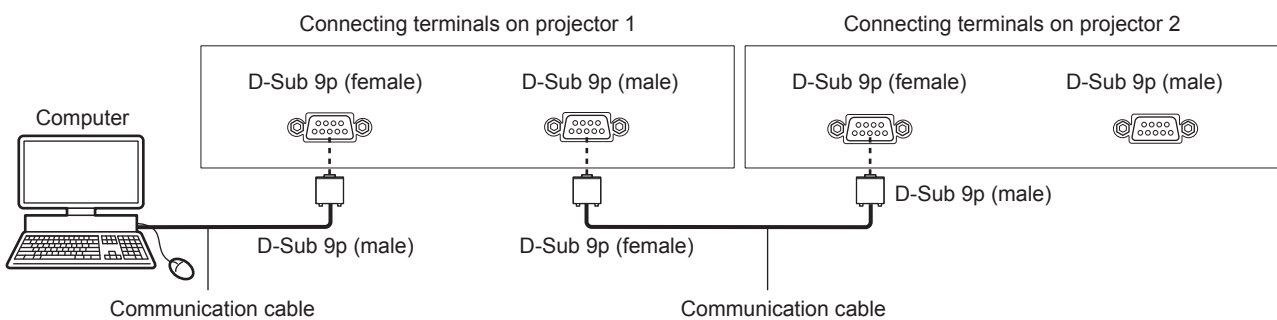 Connecting terminals on projector 1
Connecting terminals on projector 2
D-Sub 9p (female)
D-Sub 9p (male)
D-Sub 9p (female)
D-Sub 9p (male)
Computer
D-Sub 9p (male)
D-Sub 9p (male)
D-Sub 9p (female)
Communication cable
Communication cable